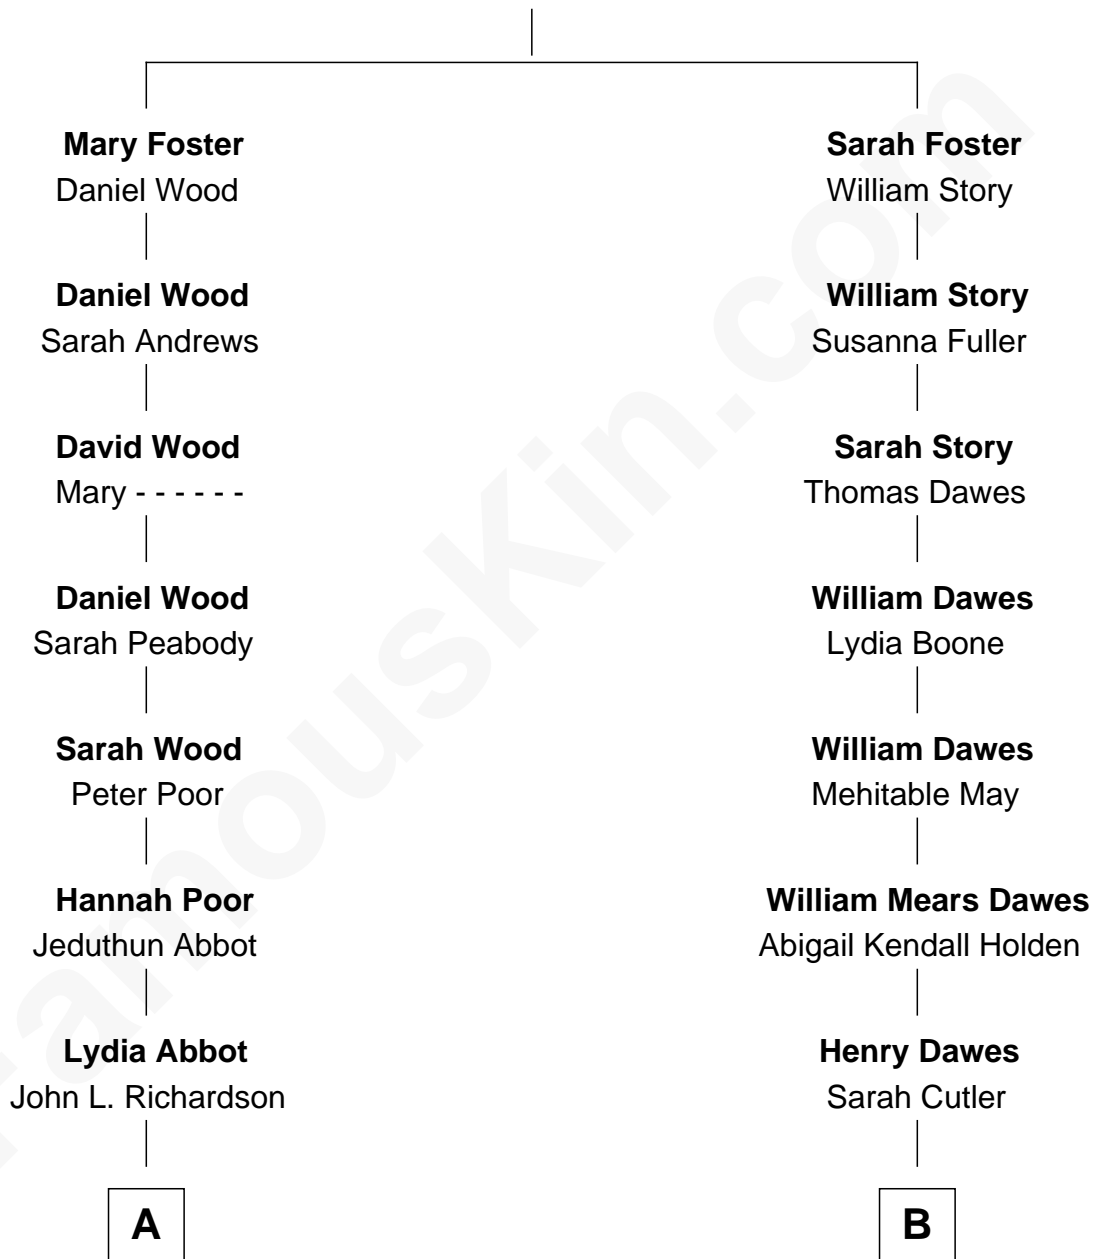 Mary Foster
Daniel Wood
Daniel Wood
Sarah Andrews
David Wood
Mary - - - - - -
Daniel Wood
Sarah Peabody
Sarah Wood
Peter Poor
Hannah Poor
Jeduthun Abbot
Lydia Abbot
John L. Richardson
A
Sarah Foster
William Story
William Story
Susanna Fuller
Sarah Story
Thomas Dawes
William Dawes
Lydia Boone
William Dawes
Mehitable May
William Mears Dawes
Abigail Kendall Holden
Henry Dawes
Sarah Cutler
B
FamousKin.com